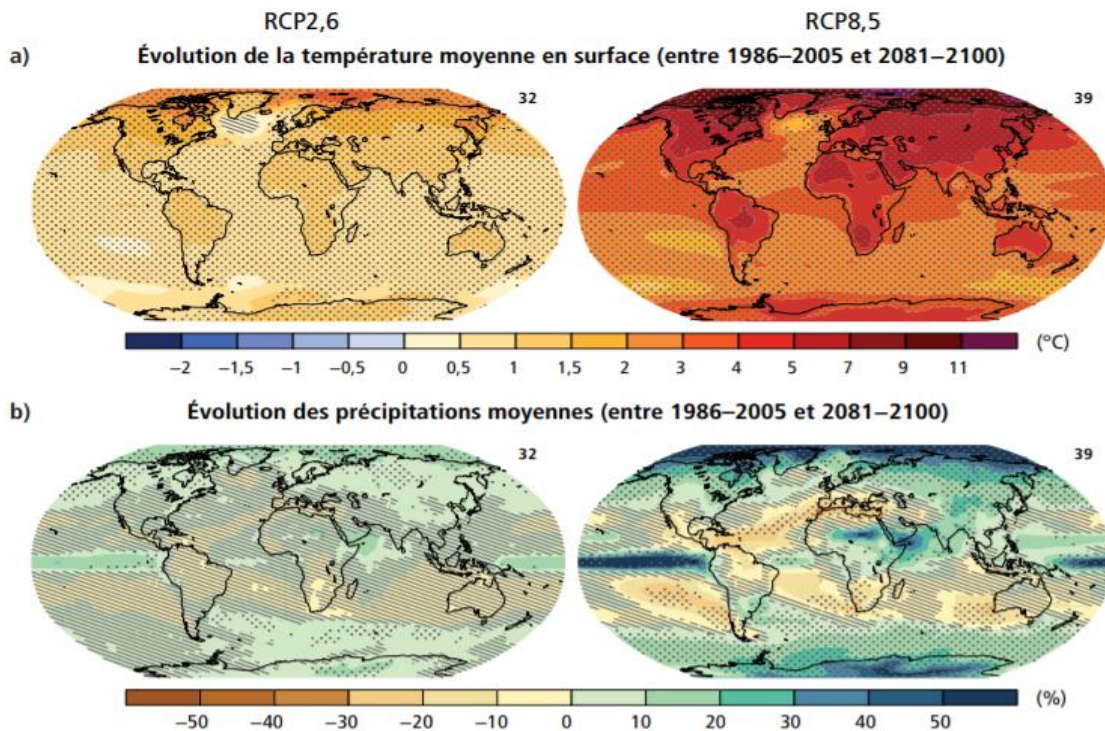 RCP2,6 RCP8,5
a) Évolution de la température moyenne en surface (entre 1986–2005 et 2081–2100)
32 39
−2 −1,5 −1 −0,5 0 0,5 1 1,5 2 3 4 5 7 9 11 (°C)
b) Évolution des précipitations moyennes (entre 1986–2005 et 2081–2100)
32 39
−50 −40 −30 −20 −10 0 10 20 30 40 50 (%)